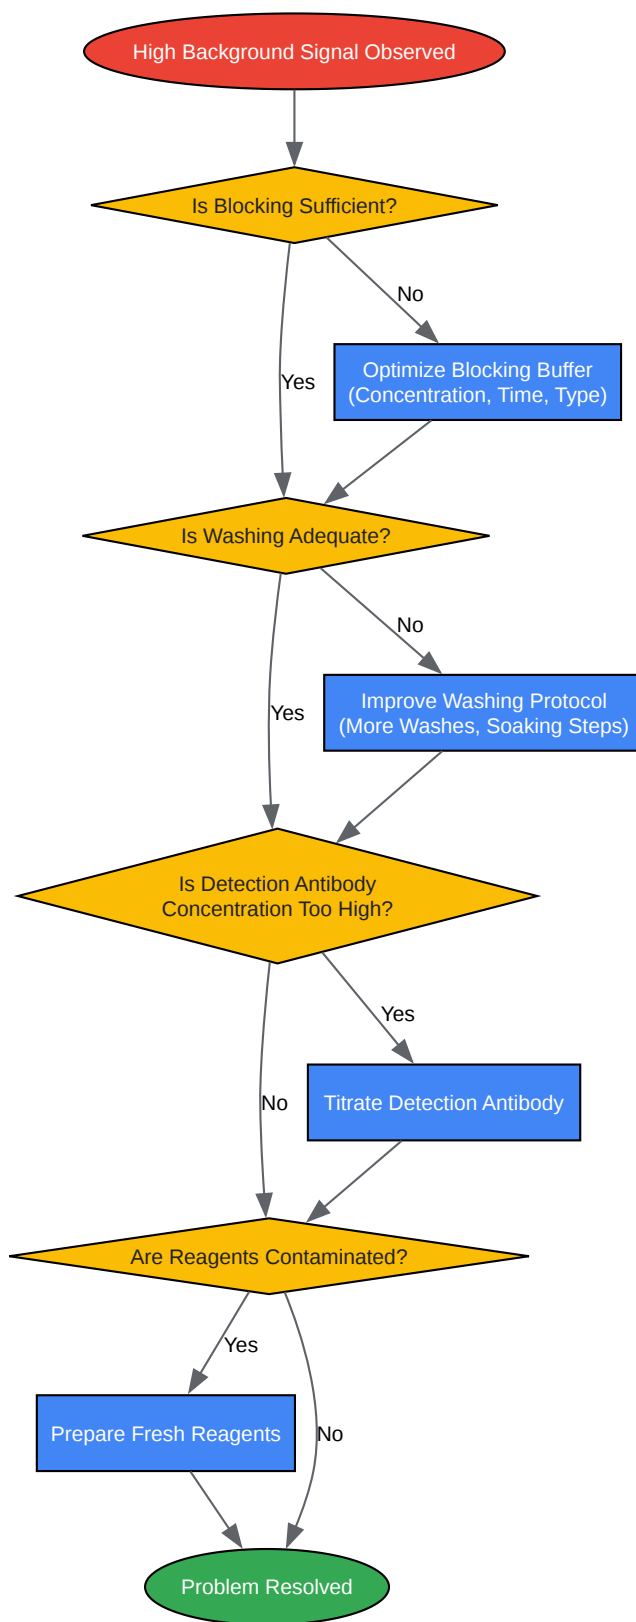 High Background Signal Observed
Is Blocking Sufficient?
No
Optimize Blocking Buffer
(Concentration, Time, Type)
Yes
Is Washing Adequate?
No
Improve Washing Protocol
(More Washes, Soaking Steps)
Yes
Is Detection Antibody
Concentration Too High?
Yes
Titrate Detection Antibody
No
Are Reagents Contaminated?
Yes
Prepare Fresh Reagents
No
Problem Resolved